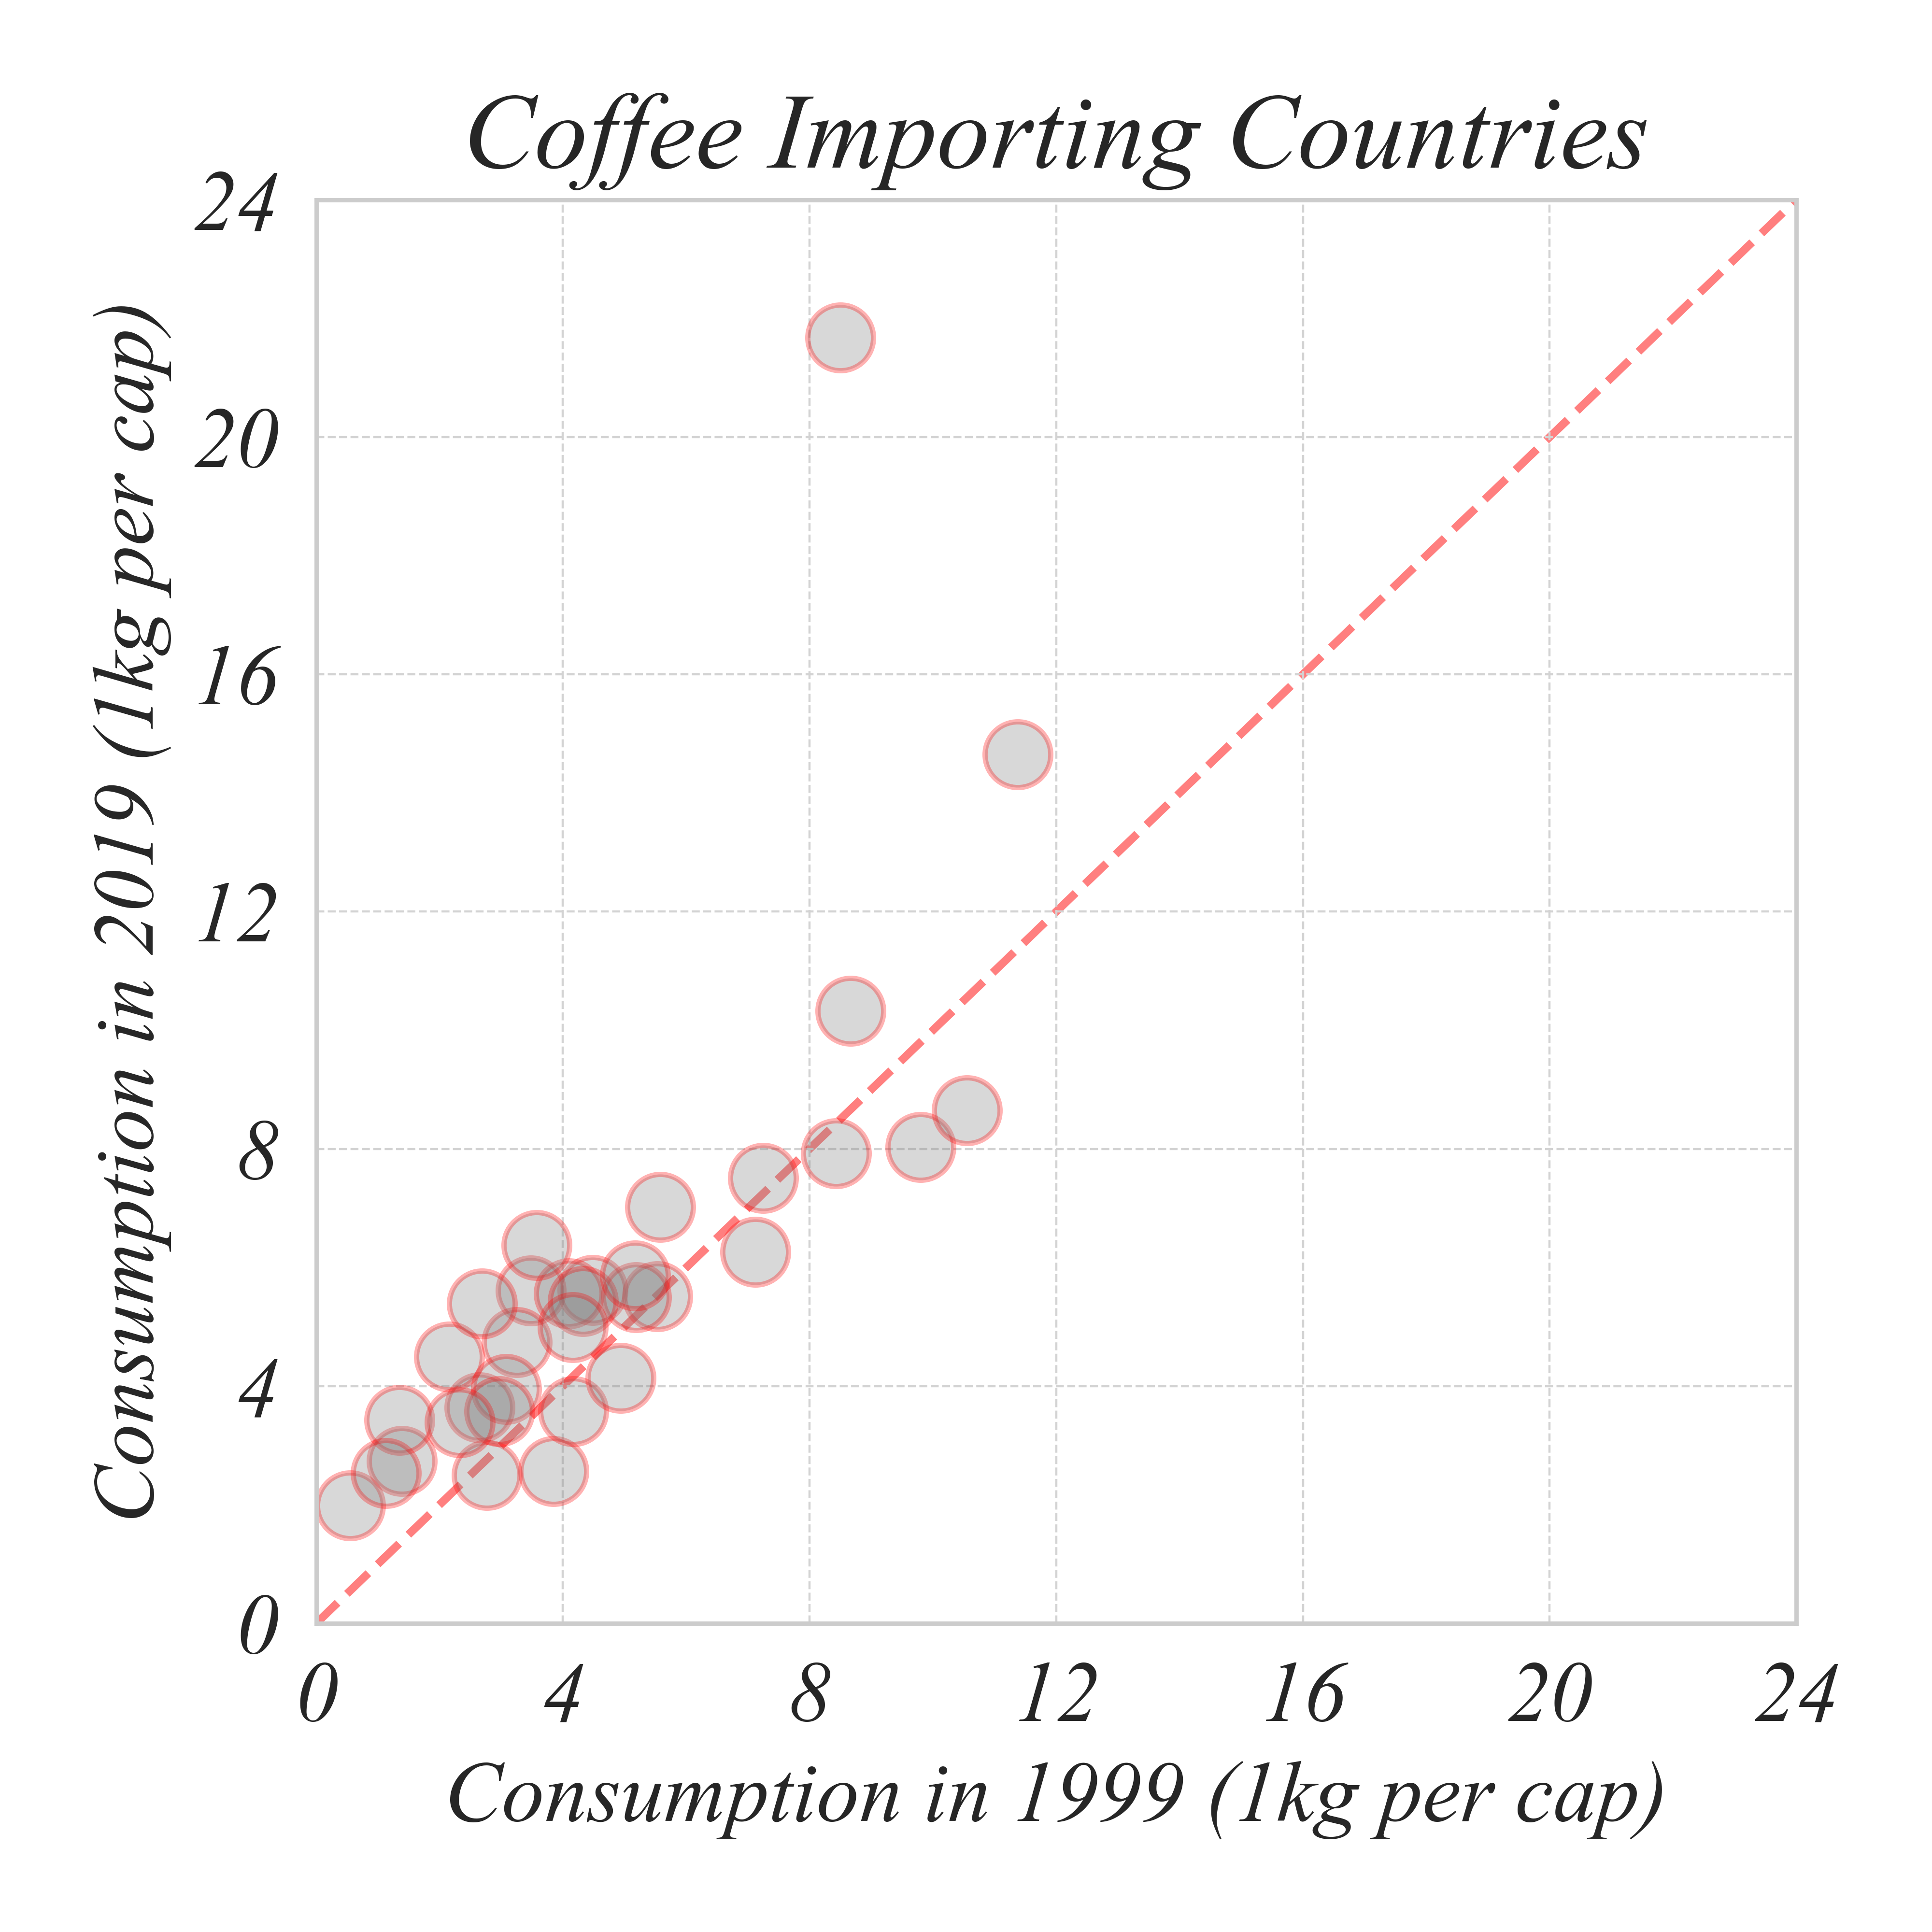 Coffee Importing Countries
Consumption in 2019 (1kg per cap)
24
20
16
12
8
4
0
0 4 8 12 16 20 24
Consumption in 1999 (1kg per cap)